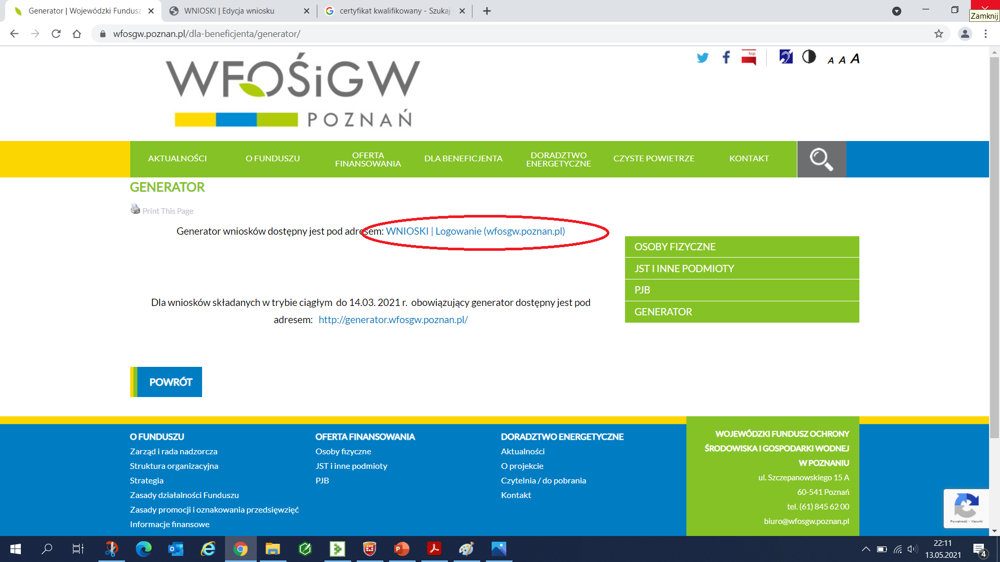 Generator | Wojewódzki Fundusz
WNIOSKI | Edycja wniosku
certyfikat kwalifikowany - Szukaj
Zamknij
wfosgw.poznan.pl/dla-beneficjenta/generator/
bip
A A A
WFOŚiGW
POZNAŃ
AKTUALNOŚCI
O FUNDUSZU
OFERTA
FINANSOWANIA
DLA BENEFICJENTA
DORADZTWO
ENERGETYCZNE
CZYSTE POWIETRZE
KONTAKT
GENERATOR
Print This Page
Generator wniosków dostępny jest pod adresem: WNIOSKI | Logowanie (wfosgw.poznan.pl)
OSOBY FIZYCZNE
JST I INNE PODMIOTY
PJB
GENERATOR
Dla wniosków składanych w trybie ciągłym do 14.03. 2021 r. obowiązujący generator dostępny jest pod
adresem: http://generator.wfosgw.poznan.pl/
POWRÓT
O FUNDUSZU
Zarząd i rada nadzorcza
Struktura organizacyjna
Strategia
Zasady działalności Funduszu
Zasady promocji i oznakowania przedsięwzięć
Informacje finansowe
OFERTA FINANSOWANIA
Osoby fizyczne
JST i inne podmioty
PJB
DORADZTWO ENERGETYCZNE
Aktualności
O projekcie
Czytelnia / do pobrania
Kontakt
WOJEWÓDZKI FUNDUSZ OCHRONY
ŚRODOWISKA I GOSPODARKI WODNEJ
W POZNANIU
ul. Szczepanowskiego 15 A
60-541 Poznań
tel. (61) 845 62 00
biuro@wfosgw.poznan.pl
Prywatność - Warunki
22:11
13.05.2021
4